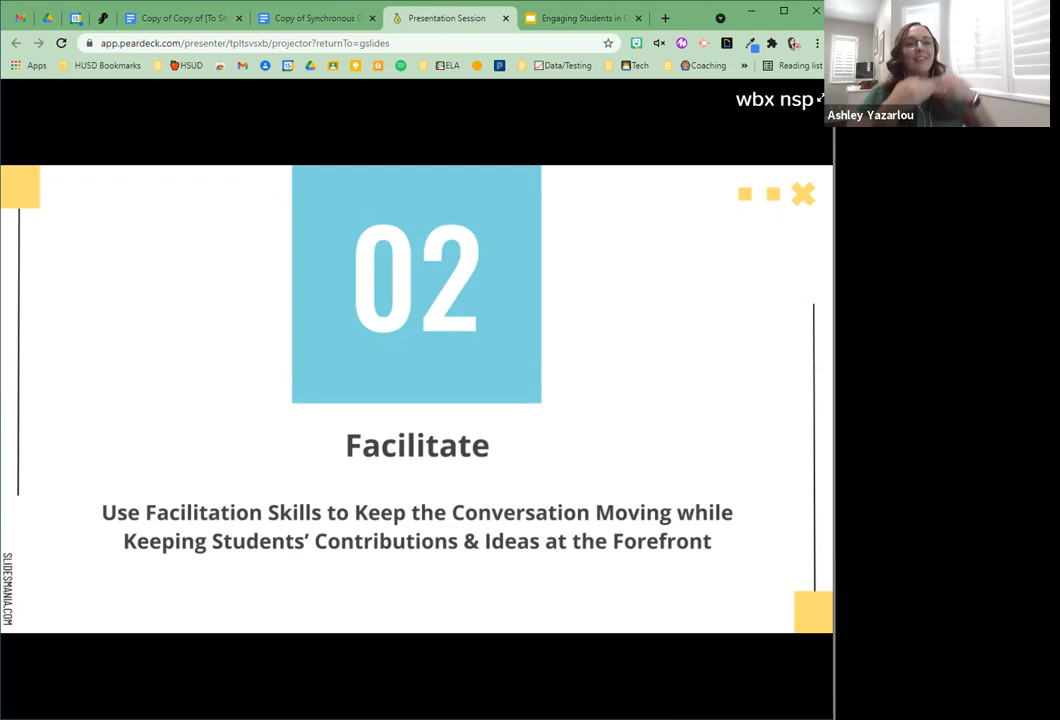 Copy of Copy of [To Sh
Copy of Synchronous D
Presentation Session
Engaging Students in C
app.peardeck.com/presenter/tpltsvsxb/projector?returnTo=gslides
Apps
HUSD Bookmarks
HSUD
ELA
Data/Testing
Tech
Coaching
»
Reading list
wbx nsp
Ashley Yazarlou
02
Facilitate
Use Facilitation Skills to Keep the Conversation Moving while
Keeping Students’ Contributions & Ideas at the Forefront
SLIDESMANIA.COM